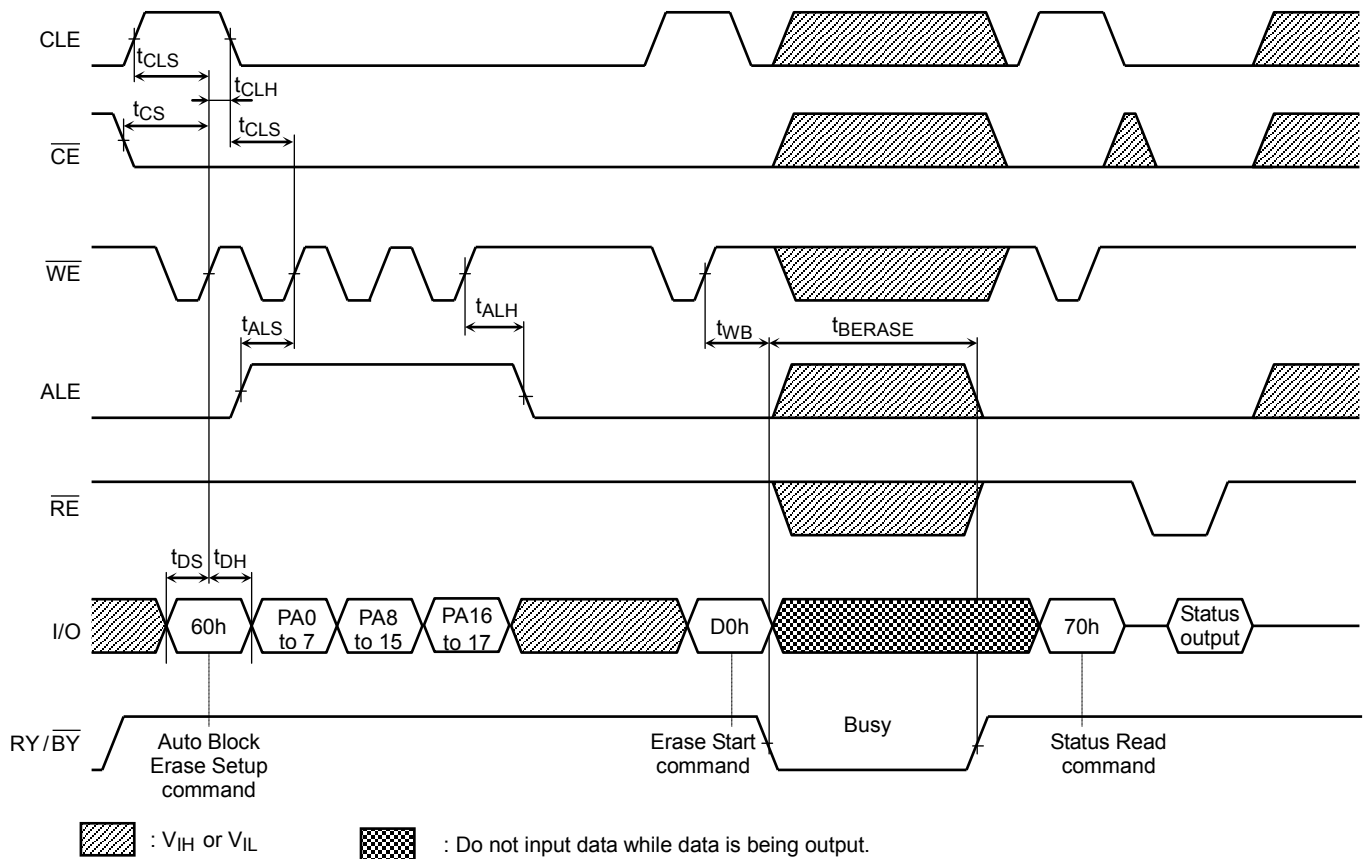 CLE
tCLS
tCLH
tCS
tCLS
CE
WE
tALS
tALH
tWB
tBERASE
ALE
RE
tDS
tDH
I/O
60h
PA0
to 7
PA8
to 15
PA16
to 17
D0h
70h
Status
output
RY/BY
Busy
Auto Block
Erase Setup
command
Erase Start
command
Status Read
command
: VIH or VIL
: Do not input data while data is being output.